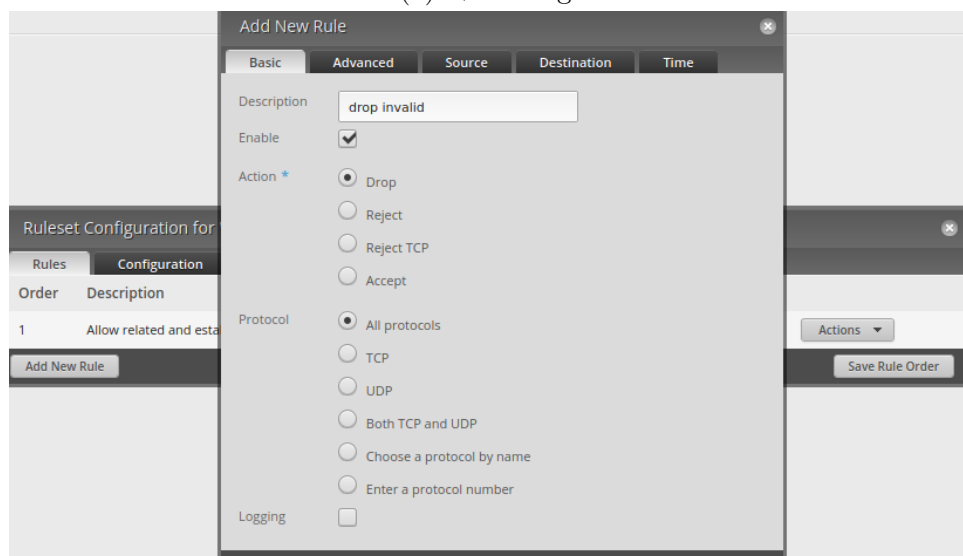 Add New Rule
Basic Advanced Source Destination Time
Description drop invalid
Enable
Action * Drop
Reject
Reject TCP
Accept
Protocol All protocols
TCP
UDP
Both TCP and UDP
Choose a protocol by name
Enter a protocol number
Logging
Ruleset Configuration for
Rules Configuration
Order Description
1 Allow related and esta
Actions
Add New Rule Save Rule Order